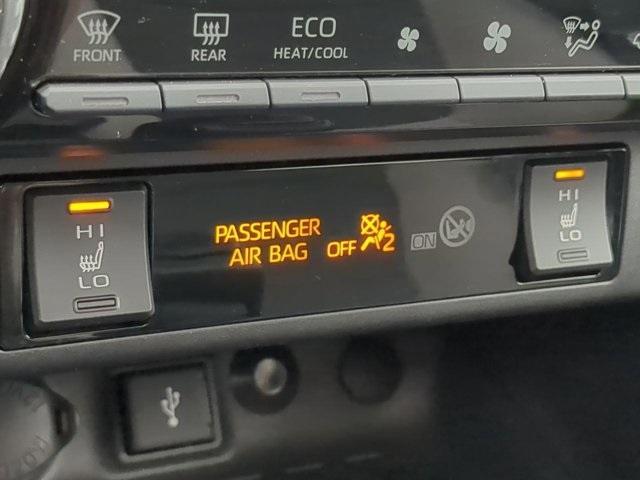 FRONT
REAR
ECO
HEAT/COOL
HI
LO
PASSENGER
AIR BAG OFF 2 ON
HI
LO